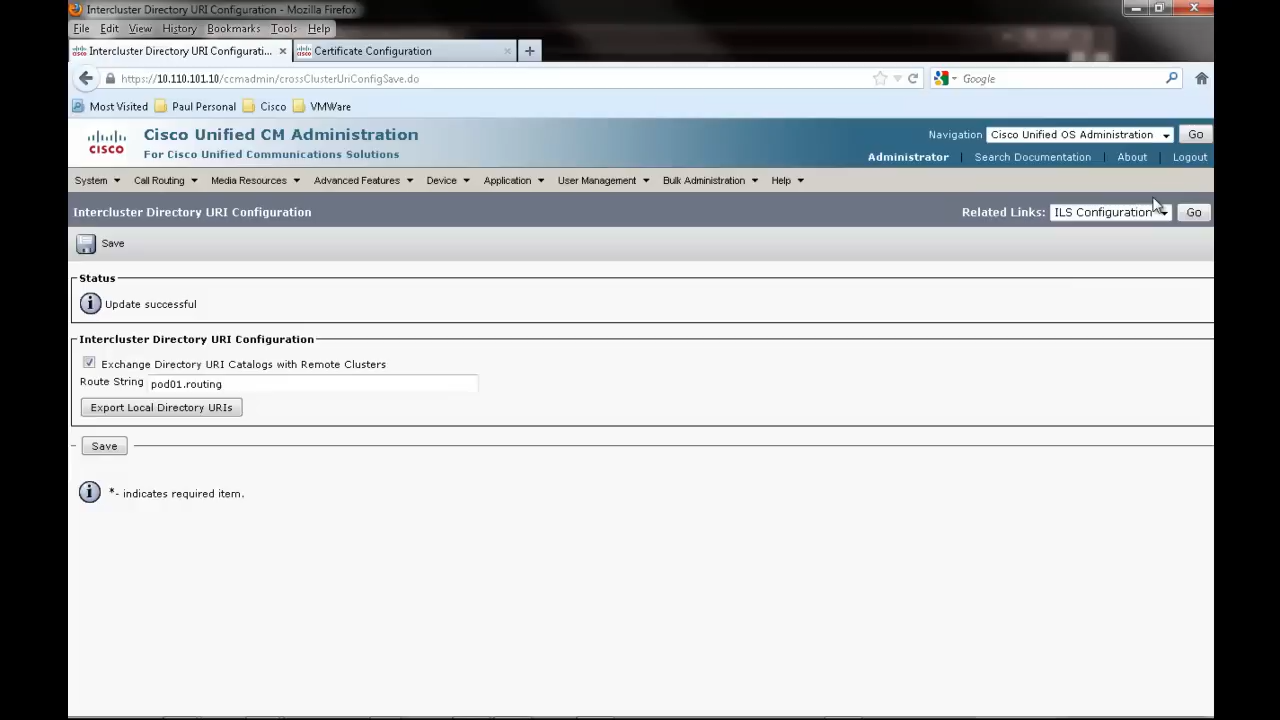 Intercluster Directory URI Configuration - Mozilla Firefox
File Edit View History Bookmarks Tools Help
Intercluster Directory URI Configurati... × Certificate Configuration ×
https://10.110.101.10/ccmadmin/crossClusterUriConfigSave.do Google
Most Visited Paul Personal Cisco VMWare
CISCO Cisco Unified CM Administration
For Cisco Unified Communications Solutions
Navigation Cisco Unified OS Administration Go
Administrator | Search Documentation | About | Logout
System Call Routing Media Resources Advanced Features Device Application User Management Bulk Administration Help
Intercluster Directory URI Configuration Related Links: ILS Configuration Go
Save
Status
Update successful
Intercluster Directory URI Configuration
Exchange Directory URI Catalogs with Remote Clusters
Route String pod01.routing
Export Local Directory URIs
Save
*- indicates required item.